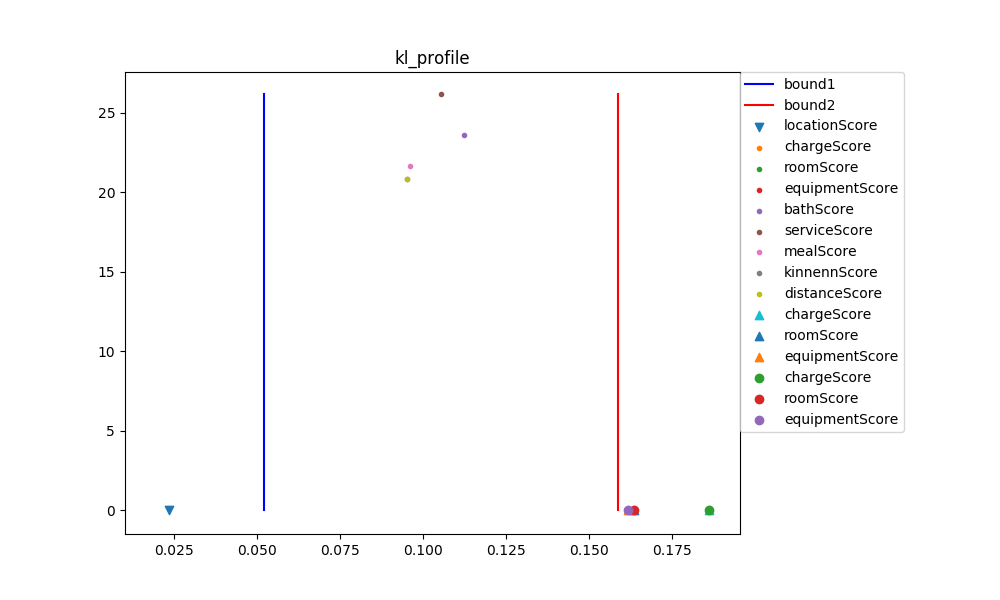 kl_profile
25
20
15
10
5
0
0.025 0.050 0.075 0.100 0.125 0.150 0.175
bound1
bound2
locationScore
chargeScore
roomScore
equipmentScore
bathScore
serviceScore
mealScore
kinnennScore
distanceScore
chargeScore
roomScore
equipmentScore
chargeScore
roomScore
equipmentScore